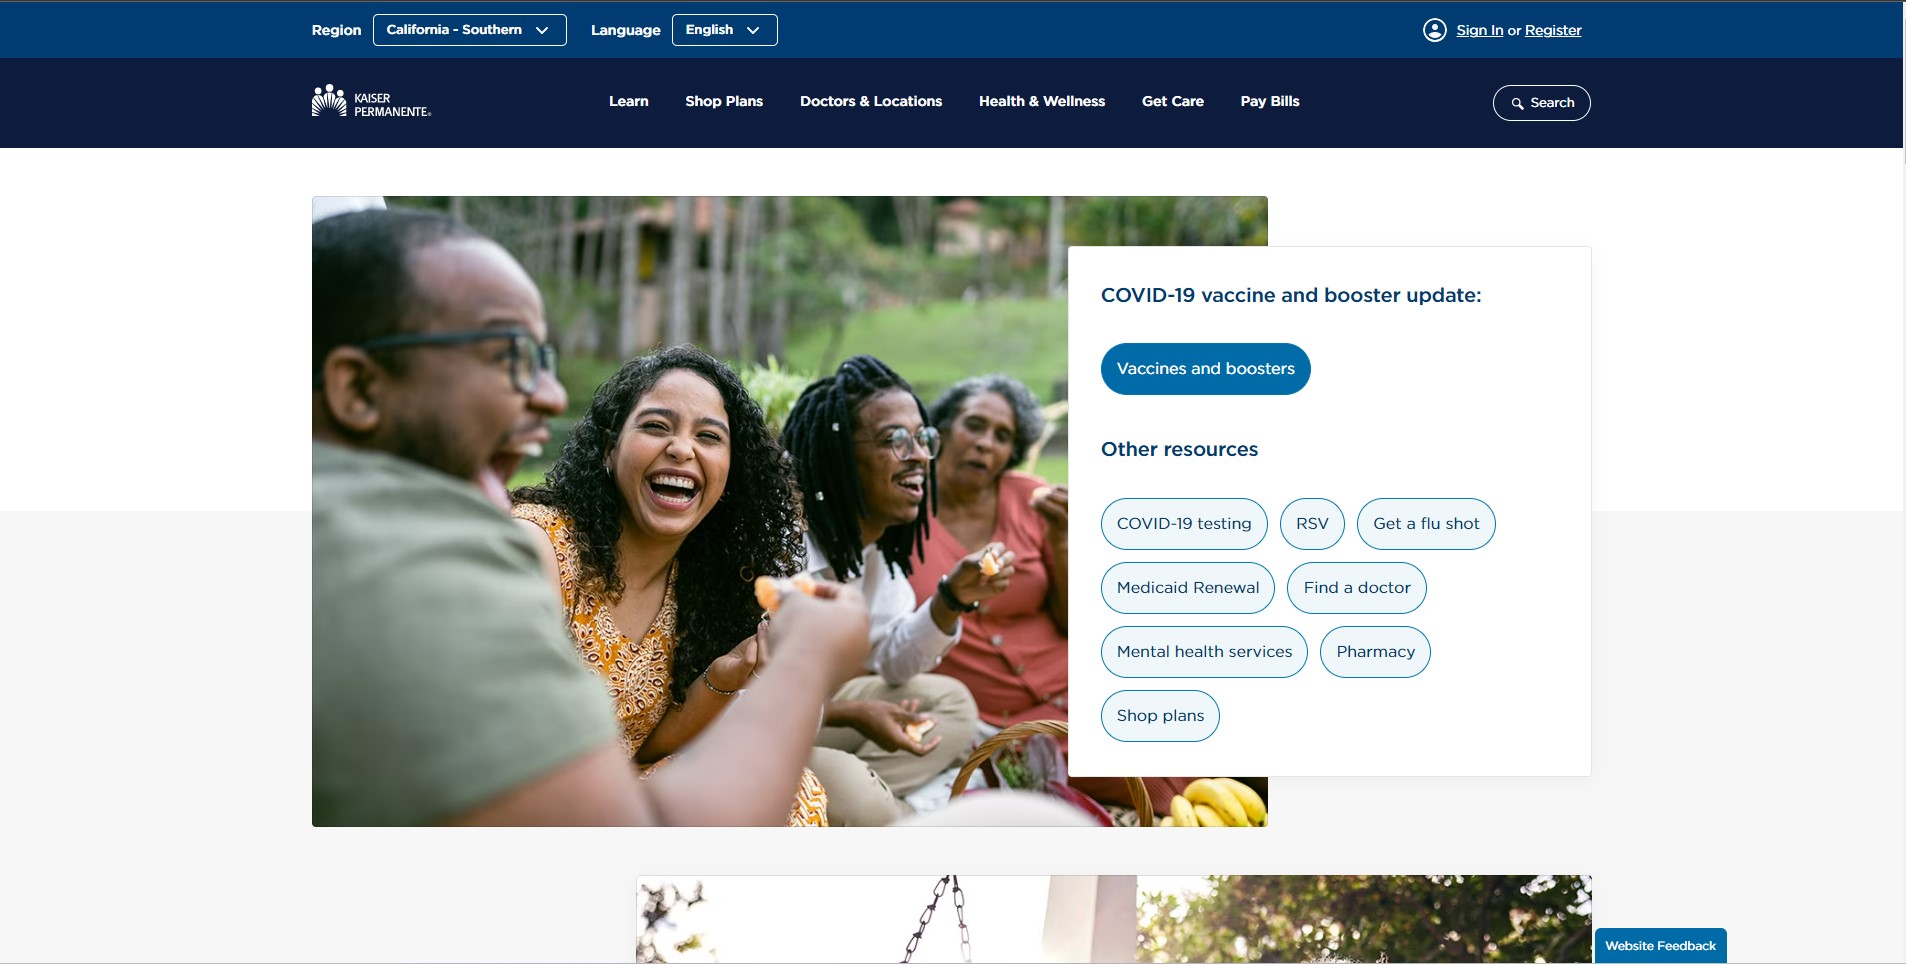 Region California - Southern Language English Sign In or Register
KAISER
PERMANENTE®
Learn Shop Plans Doctors & Locations Health & Wellness Get Care Pay Bills Search
COVID-19 vaccine and booster update:
Vaccines and boosters
Other resources
COVID-19 testing RSV Get a flu shot
Medicaid Renewal Find a doctor
Mental health services Pharmacy
Shop plans
Website Feedback